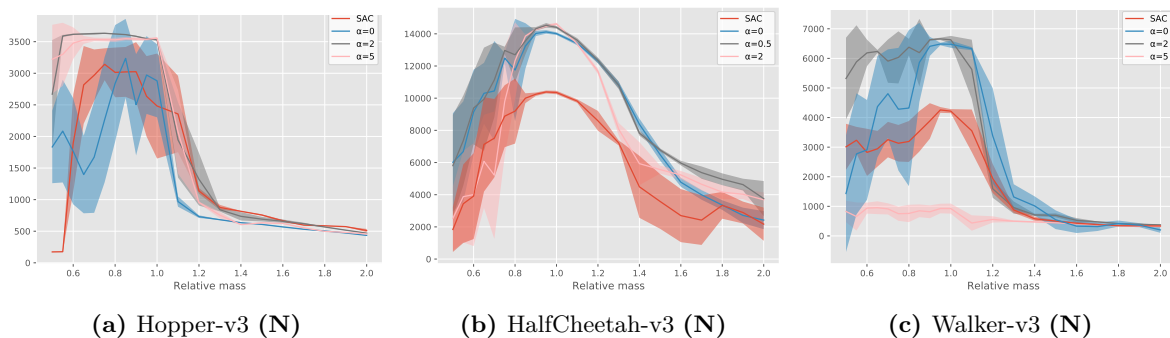 3500
3000
2500
2000
1500
1000
500
0
0.6 0.8 1.0 1.2 1.4 1.6 1.8 2.0
Relative mass
SAC
α=0
α=2
α=5
(a) Hopper-v3 (N)
14000
12000
10000
8000
6000
4000
2000
0
0.6 0.8 1.0 1.2 1.4 1.6 1.8 2.0
Relative mass
SAC
α=0
α=0.5
α=2
(b) HalfCheetah-v3 (N)
7000
6000
5000
4000
3000
2000
1000
0
0.6 0.8 1.0 1.2 1.4 1.6 1.8 2.0
Relative mass
SAC
α=0
α=2
α=5
(c) Walker-v3 (N)